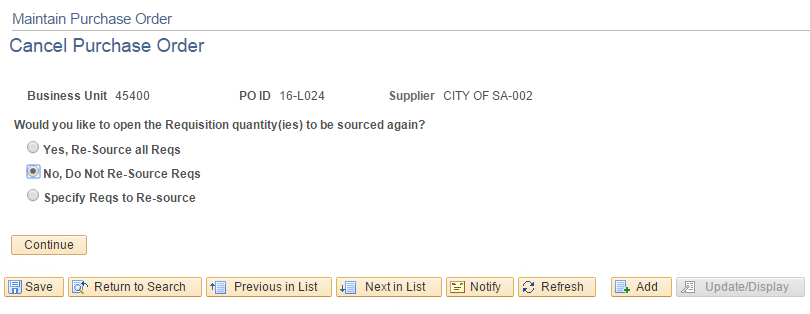 Maintain Purchase Order
Cancel Purchase Order
Business Unit 45400 PO ID 16-L024 Supplier CITY OF SA-002
Would you like to open the Requisition quantity(ies) to be sourced again?
Yes, Re-Source all Reqs
No, Do Not Re-Source Reqs
Specify Reqs to Re-source
Continue
Save Return to Search Previous in List Next in List Notify Refresh Add Update/Display